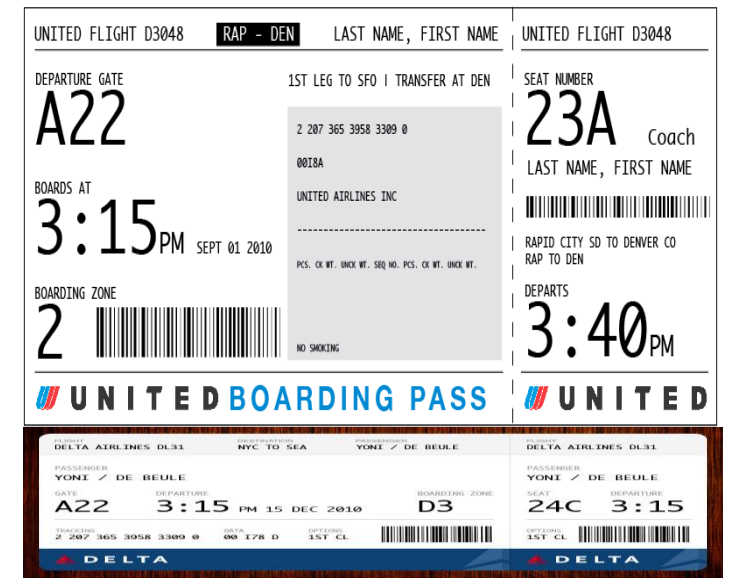 UNITED FLIGHT D3048 RAP - DEN LAST NAME, FIRST NAME
DEPARTURE GATE
A22
1ST LEG TO SFO | TRANSFER AT DEN
2 207 365 3958 3309 0
00I8A
UNITED AIRLINES INC
PCS. CK WT. UNCK WT. SEQ NO. PCS. CK WT. UNCK WT.
NO SMOKING
BOARDS AT
3:15PM SEPT 01 2010
BOARDING ZONE
2
UNITED BOARDING PASS
UNITED FLIGHT D3048
SEAT NUMBER
23A Coach
LAST NAME, FIRST NAME
RAPID CITY SD TO DENVER CO
RAP TO DEN
DEPARTS
3:40PM
UNITED
FLIGHT DESTINATION PASSENGER
DELTA AIRLINES DL31 NYC TO SEA YONI / DE BEULE
PASSENGER
YONI / DE BEULE
GATE DEPARTURE BOARDING ZONE
A22 3:15 PM 15 DEC 2010 D3
TRACKING DATA OPTIONS
2 207 365 3958 3309 0 00 I78 D 1ST CL
DELTA
FLIGHT
DELTA AIRLINES DL31
PASSENGER
YONI / DE BEULE
SEAT DEPARTURE
24C 3:15
OPTIONS
1ST CL
DELTA